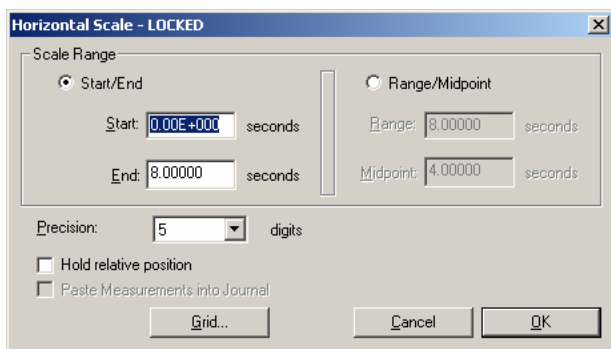 Horizontal Scale - LOCKED
Scale Range
Start/End
Range/Midpoint
Start: 0.00E+000 seconds
Range: 8.00000 seconds
End: 8.00000 seconds
Midpoint: 4.00000 seconds
Precision: 5 digits
Hold relative position
Paste Measurements into Journal
Grid... Cancel OK